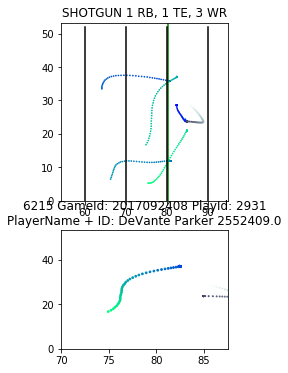 SHOTGUN 1 RB, 1 TE, 3 WR
50
40
30
20
10
0
60 70 80 90
6215 GameId: 2017092408 PlayId: 2931
PlayerName + ID: DeVante Parker 2552409.0
40
20
0
70 75 80 85